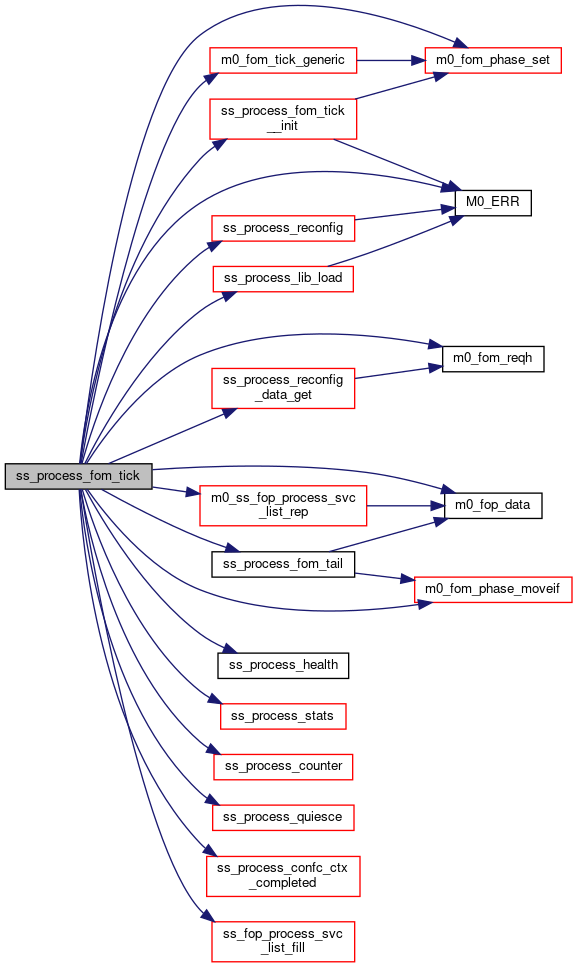 ss_process_fom_tick
m0_fom_tick_generic
m0_fom_phase_set
ss_process_fom_tick
__init
M0_ERR
ss_process_reconfig
ss_process_lib_load
m0_fom_reqh
ss_process_reconfig
_data_get
m0_ss_fop_process_svc
_list_rep
m0_fop_data
ss_process_fom_tail
m0_fom_phase_moveif
ss_process_health
ss_process_stats
ss_process_counter
ss_process_quiesce
ss_process_confc_ctx
_completed
ss_fop_process_svc
_list_fill